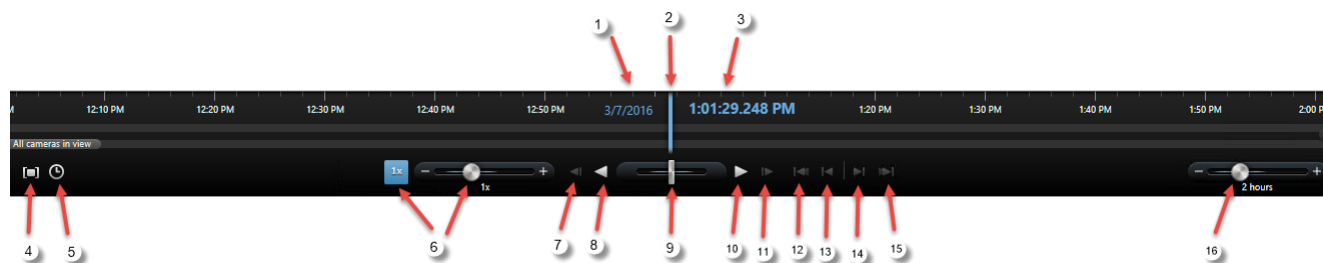 1 2 3
12:10 PM 12:20 PM 12:30 PM 12:40 PM 12:50 PM 3/7/2016 1:01:29.248 PM 1:20 PM 1:30 PM 1:40 PM 1:50 PM 2:00 P
All cameras in view
1x
1x 2 hours
4 5 6 7 8 9 10 11 12 13 14 15 16